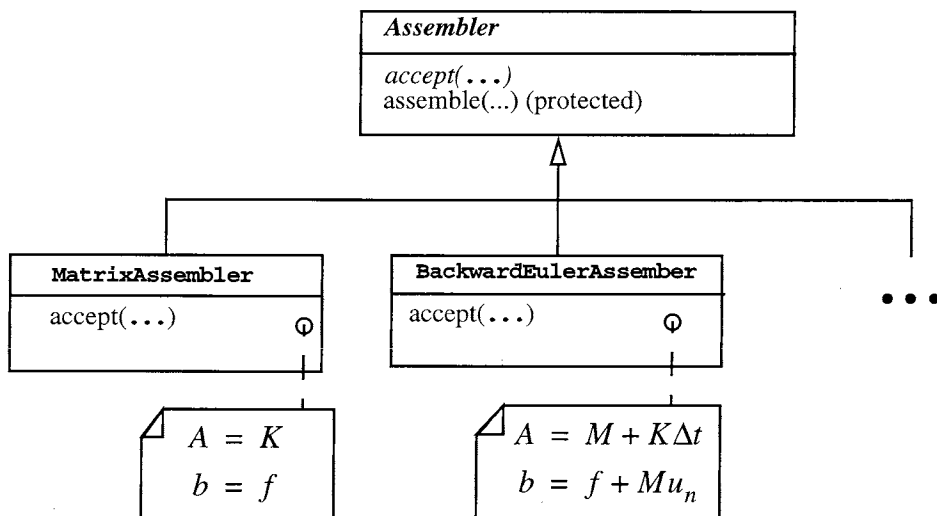 Assembler
accept(...)
assemble(...) (protected)
MatrixAssembler
accept(...)
BackwardEulerAssember
accept(...)
...
A = K
b = f
A = M + KΔt
b = f + Mu_n